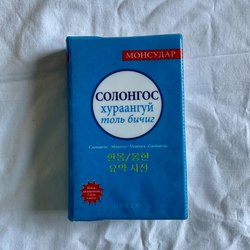 МОНСУДАР
СОЛОНГОС
хураангуй
толь бичиг
Солонгос - Монгол / Монгол - Солонгос
한몽/몽한
요약 사전